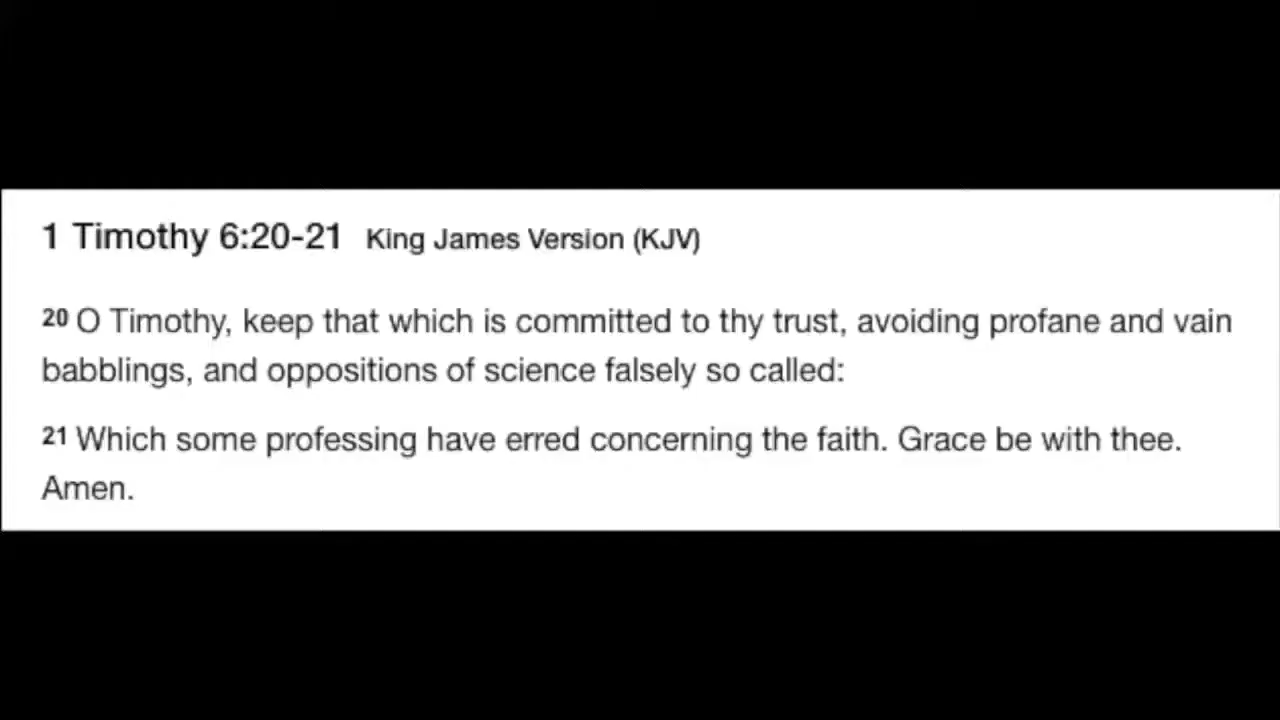 1 Timothy 6:20-21 King James Version (KJV)
20 O Timothy, keep that which is committed to thy trust, avoiding profane and vain
babblings, and oppositions of science falsely so called:
21 Which some professing have erred concerning the faith. Grace be with thee.
Amen.